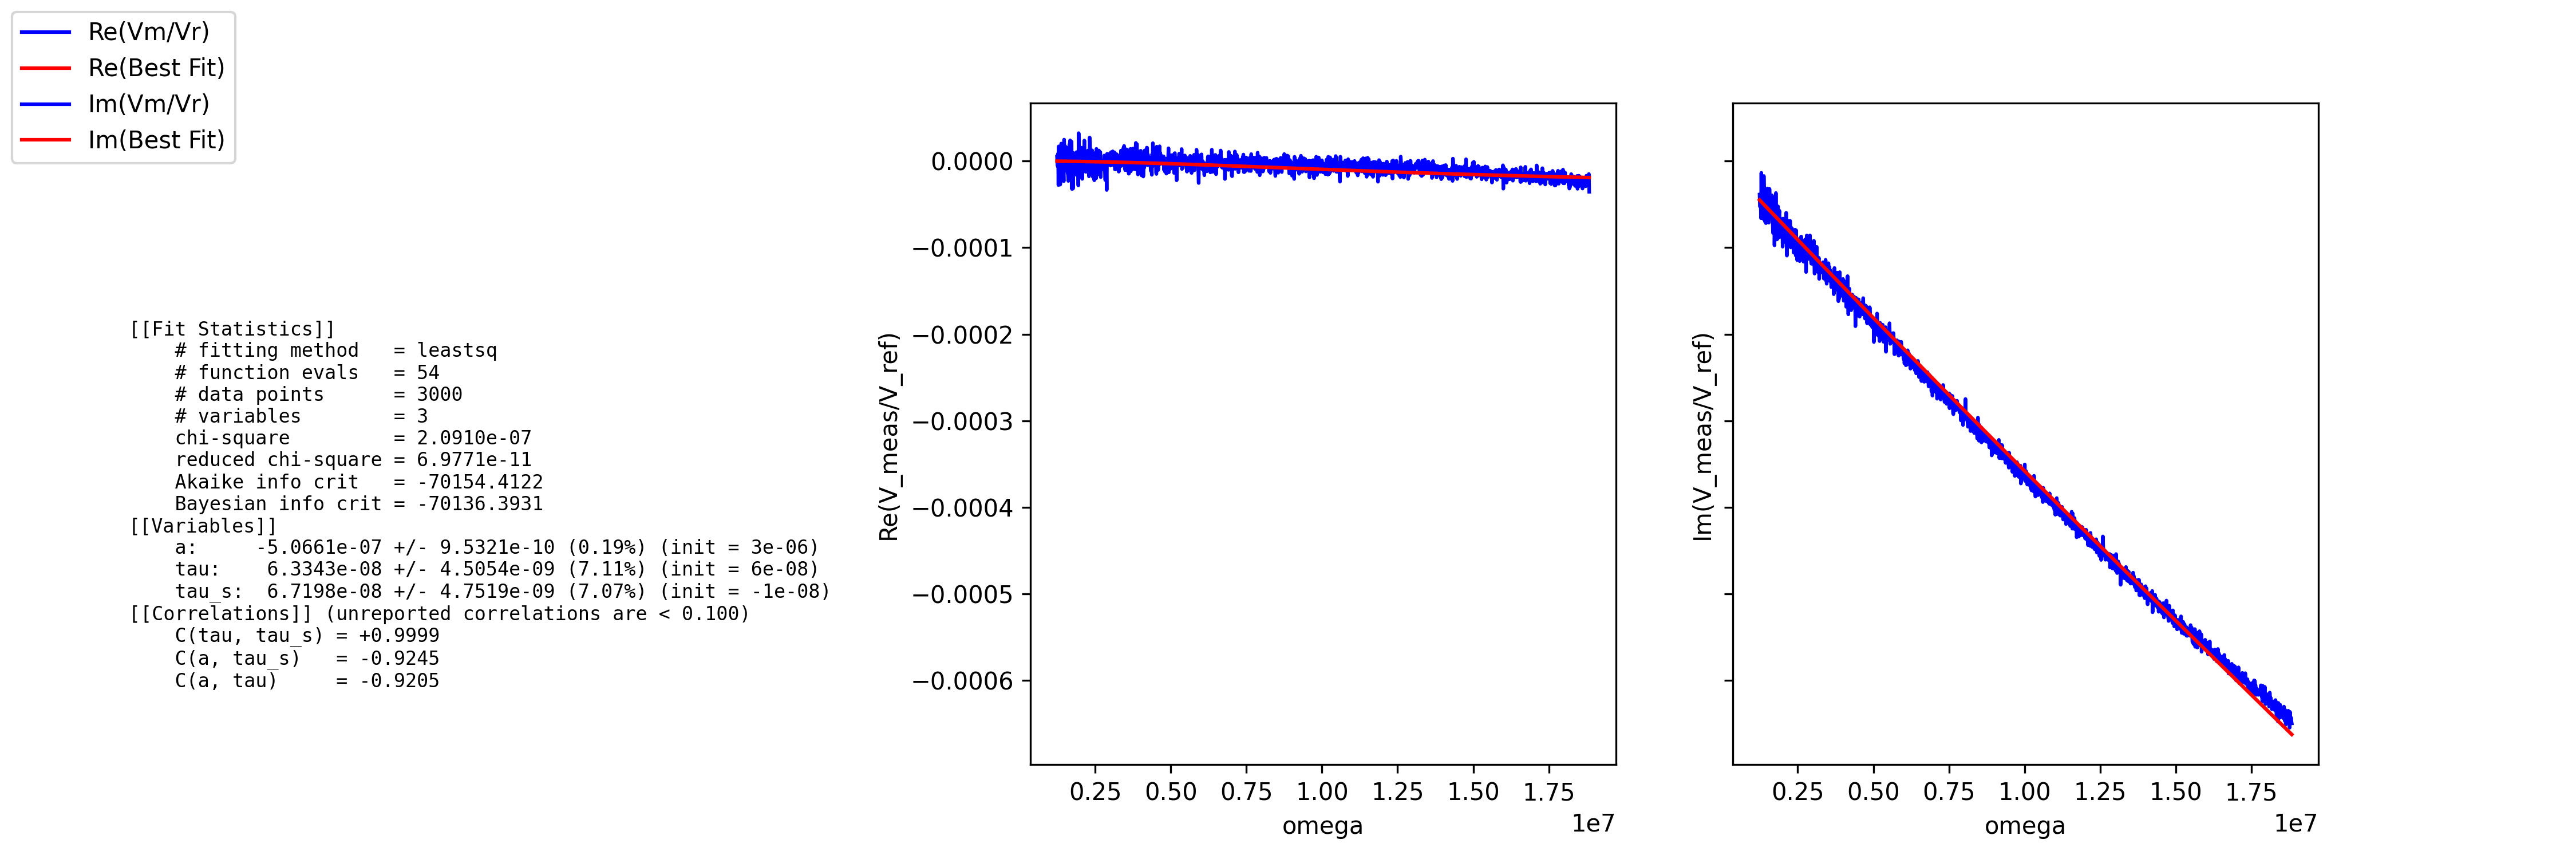 Re(Vm/Vr)
Re(Best Fit)
Im(Vm/Vr)
Im(Best Fit)
[[Fit Statistics]]
# fitting method   = leastsq
# function evals   = 54
# data points      = 3000
# variables        = 3
chi-square         = 2.0910e-07
reduced chi-square = 6.9771e-11
Akaike info crit   = -70154.4122
Bayesian info crit = -70136.3931
[[Variables]]
a:     -5.0661e-07 +/- 9.5321e-10 (0.19%) (init = 3e-06)
tau:    6.3343e-08 +/- 4.5054e-09 (7.11%) (init = 6e-08)
tau_s:  6.7198e-08 +/- 4.7519e-09 (7.07%) (init = -1e-08)
[[Correlations]] (unreported correlations are < 0.100)
C(tau, tau_s) = +0.9999
C(a, tau_s)   = -0.9245
C(a, tau)     = -0.9205
Re(V_meas/V_ref)
0.0000
−0.0001
−0.0002
−0.0003
−0.0004
−0.0005
−0.0006
0.25 0.50 0.75 1.00 1.25 1.50 1.75
omega
1e7
Im(V_meas/V_ref)
0.25 0.50 0.75 1.00 1.25 1.50 1.75
omega
1e7